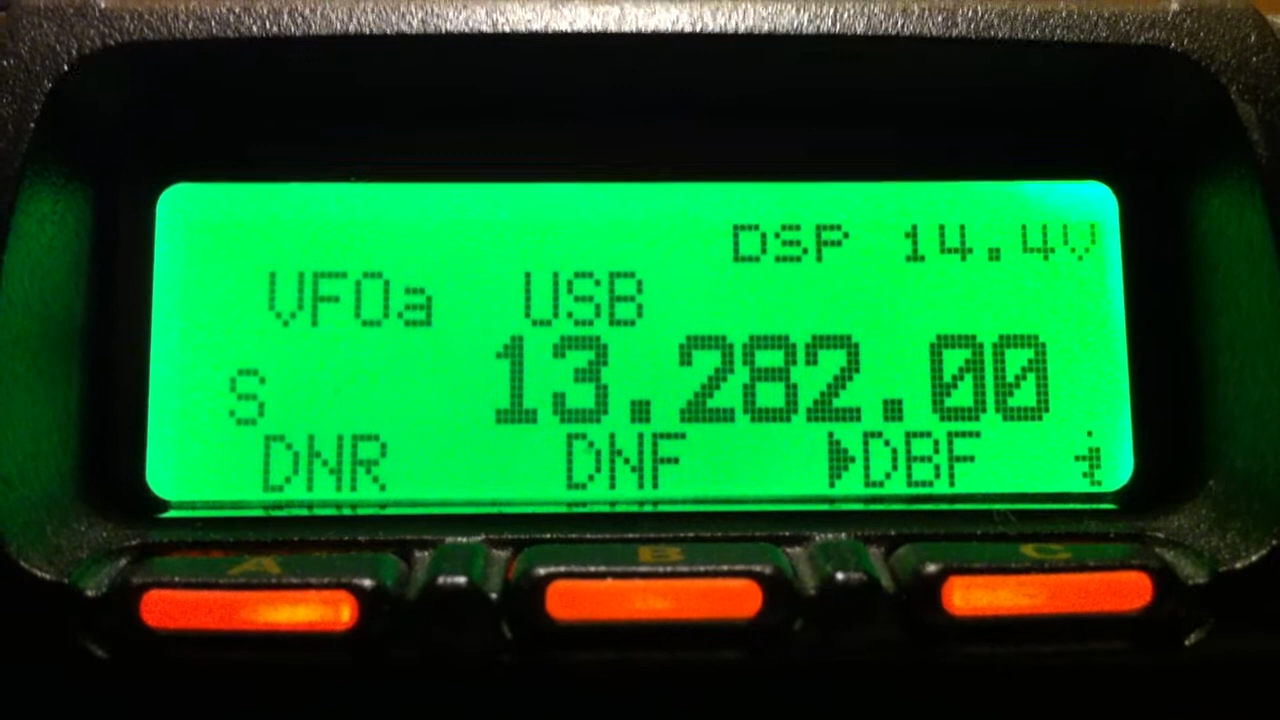 DSP 14.4V
VFOa USB
13.282.00
S
DNR DNF ▶DBF
A B C